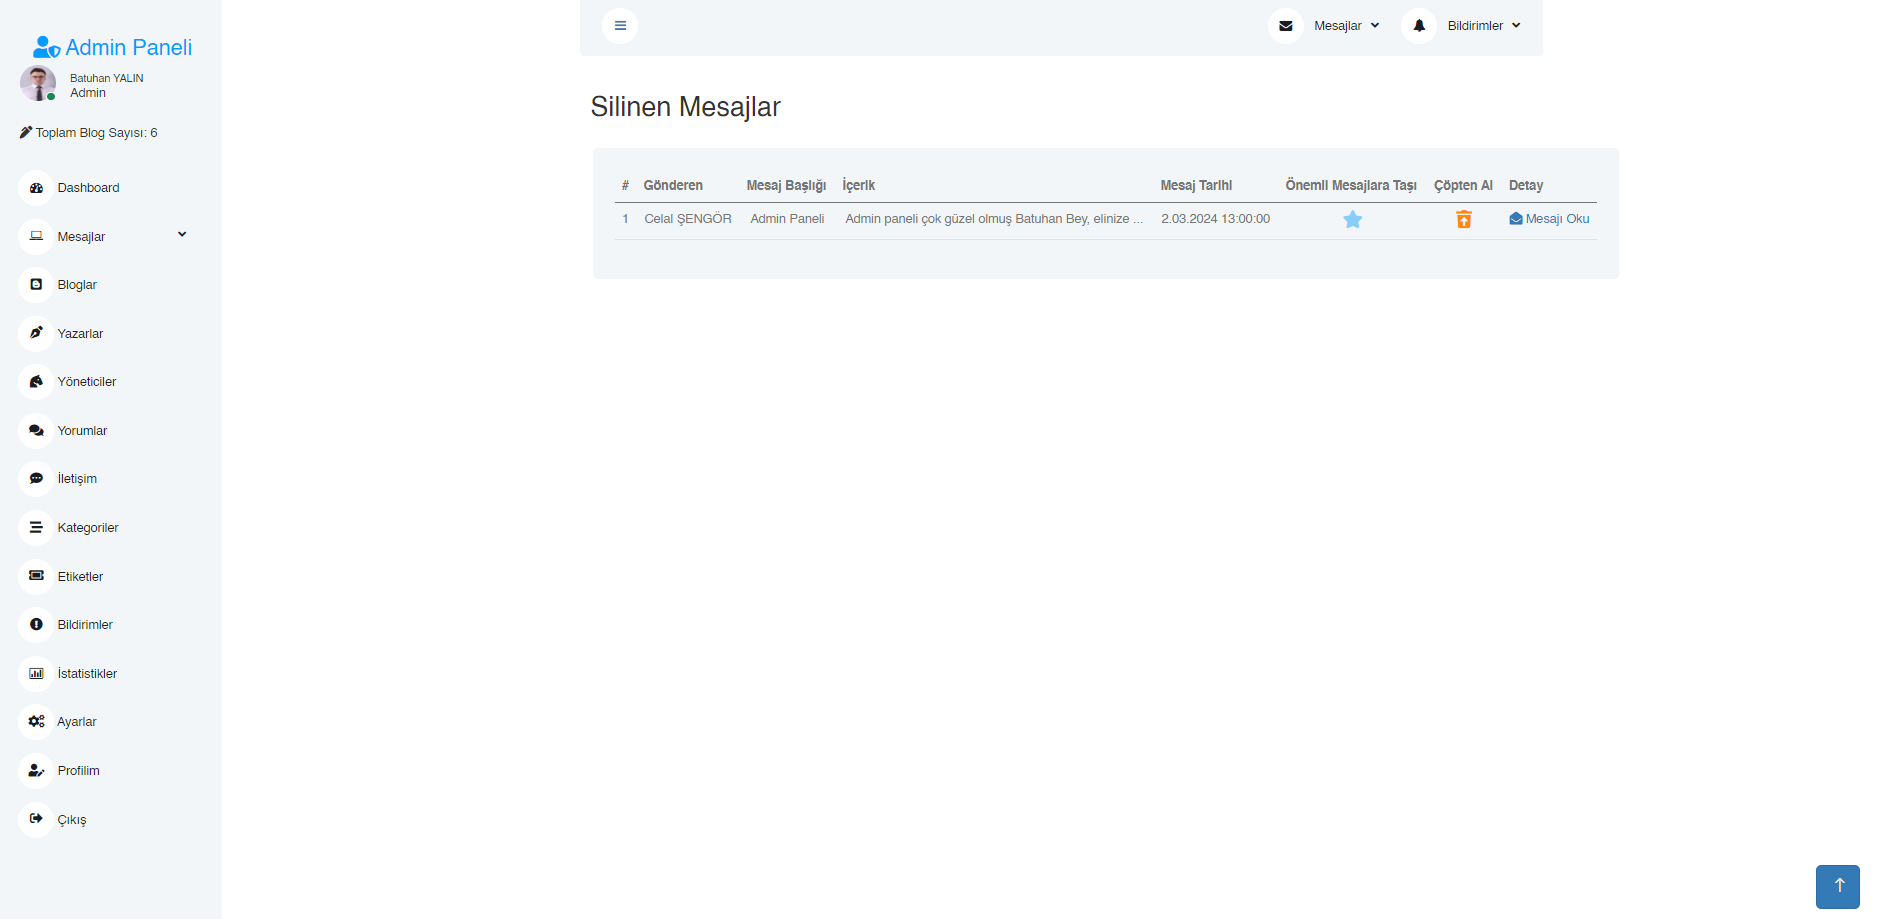 Admin Paneli
Batuhan YALIN
Admin
Toplam Blog Sayısı: 6
Dashboard
Mesajlar
Bloglar
Yazarlar
Yöneticiler
Yorumlar
İletişim
Kategoriler
Etiketler
Bildirimler
İstatistikler
Ayarlar
Profilim
Çıkış
Mesajlar Bildirimler
Silinen Mesajlar
# Gönderen Mesaj Başlığı İçerik Mesaj Tarihi Önemli Mesajlara Taşı Çöpten Al Detay
1 Celal ŞENGÖR Admin Paneli Admin paneli çok güzel olmuş Batuhan Bey, elinize ... 2.03.2024 13:00:00 Mesajı Oku